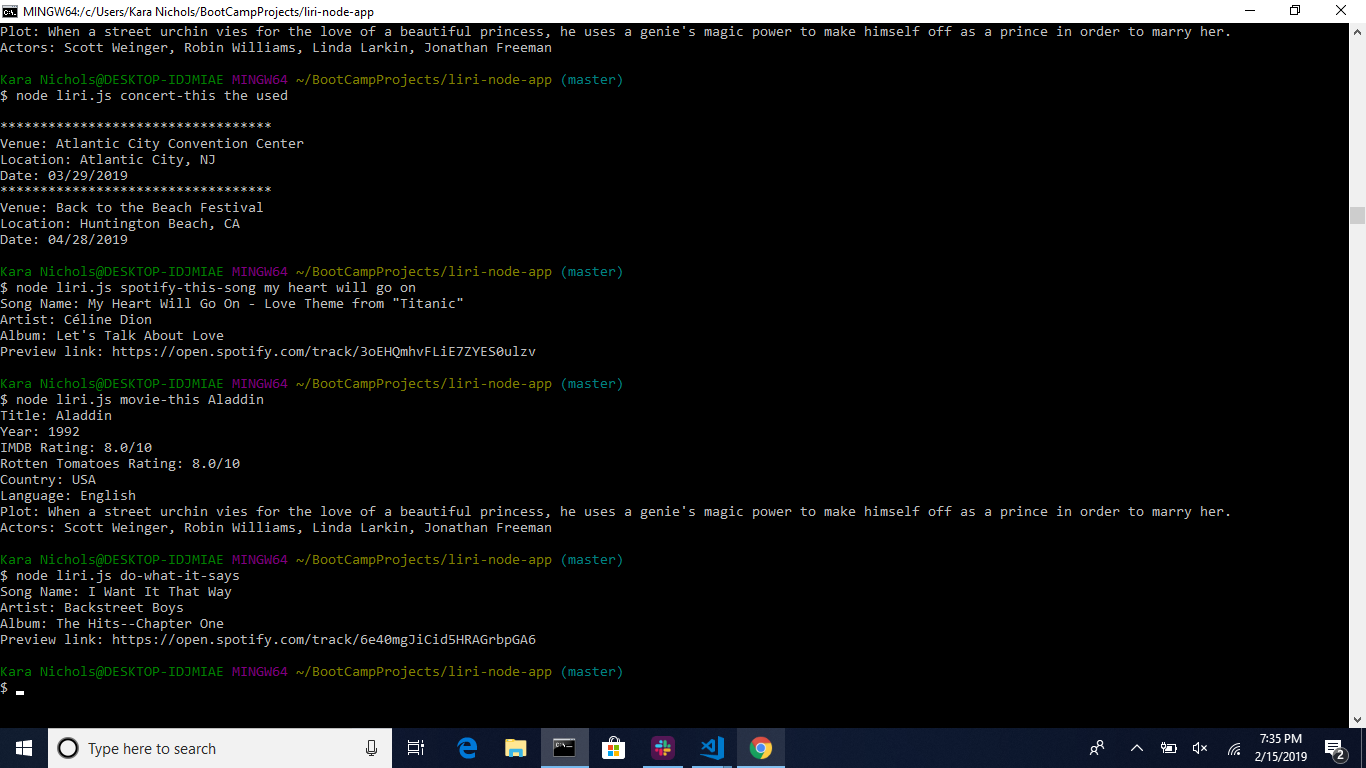 MINGW64:/c/Users/Kara Nichols/BootCampProjects/liri-node-app
Plot: When a street urchin vies for the love of a beautiful princess, he uses a genie's magic power to make himself off as a prince in order to marry her.
Actors: Scott Weinger, Robin Williams, Linda Larkin, Jonathan Freeman
Kara Nichols@DESKTOP-IDJMIAE MINGW64 ~/BootCampProjects/liri-node-app (master)
$ node liri.js concert-this the used
**********************************
Venue: Atlantic City Convention Center
Location: Atlantic City, NJ
Date: 03/29/2019
**********************************
Venue: Back to the Beach Festival
Location: Huntington Beach, CA
Date: 04/28/2019
Kara Nichols@DESKTOP-IDJMIAE MINGW64 ~/BootCampProjects/liri-node-app (master)
$ node liri.js spotify-this-song my heart will go on
Song Name: My Heart Will Go On - Love Theme from "Titanic"
Artist: Céline Dion
Album: Let's Talk About Love
Preview link: https://open.spotify.com/track/3oEHQmhvFLiE7ZYES0ulzv
Kara Nichols@DESKTOP-IDJMIAE MINGW64 ~/BootCampProjects/liri-node-app (master)
$ node liri.js movie-this Aladdin
Title: Aladdin
Year: 1992
IMDB Rating: 8.0/10
Rotten Tomatoes Rating: 8.0/10
Country: USA
Language: English
Plot: When a street urchin vies for the love of a beautiful princess, he uses a genie's magic power to make himself off as a prince in order to marry her.
Actors: Scott Weinger, Robin Williams, Linda Larkin, Jonathan Freeman
Kara Nichols@DESKTOP-IDJMIAE MINGW64 ~/BootCampProjects/liri-node-app (master)
$ node liri.js do-what-it-says
Song Name: I Want It That Way
Artist: Backstreet Boys
Album: The Hits--Chapter One
Preview link: https://open.spotify.com/track/6e40mgJiCid5HRAGrbpGA6
Kara Nichols@DESKTOP-IDJMIAE MINGW64 ~/BootCampProjects/liri-node-app (master)
$
Type here to search
7:35 PM
2/15/2019
2